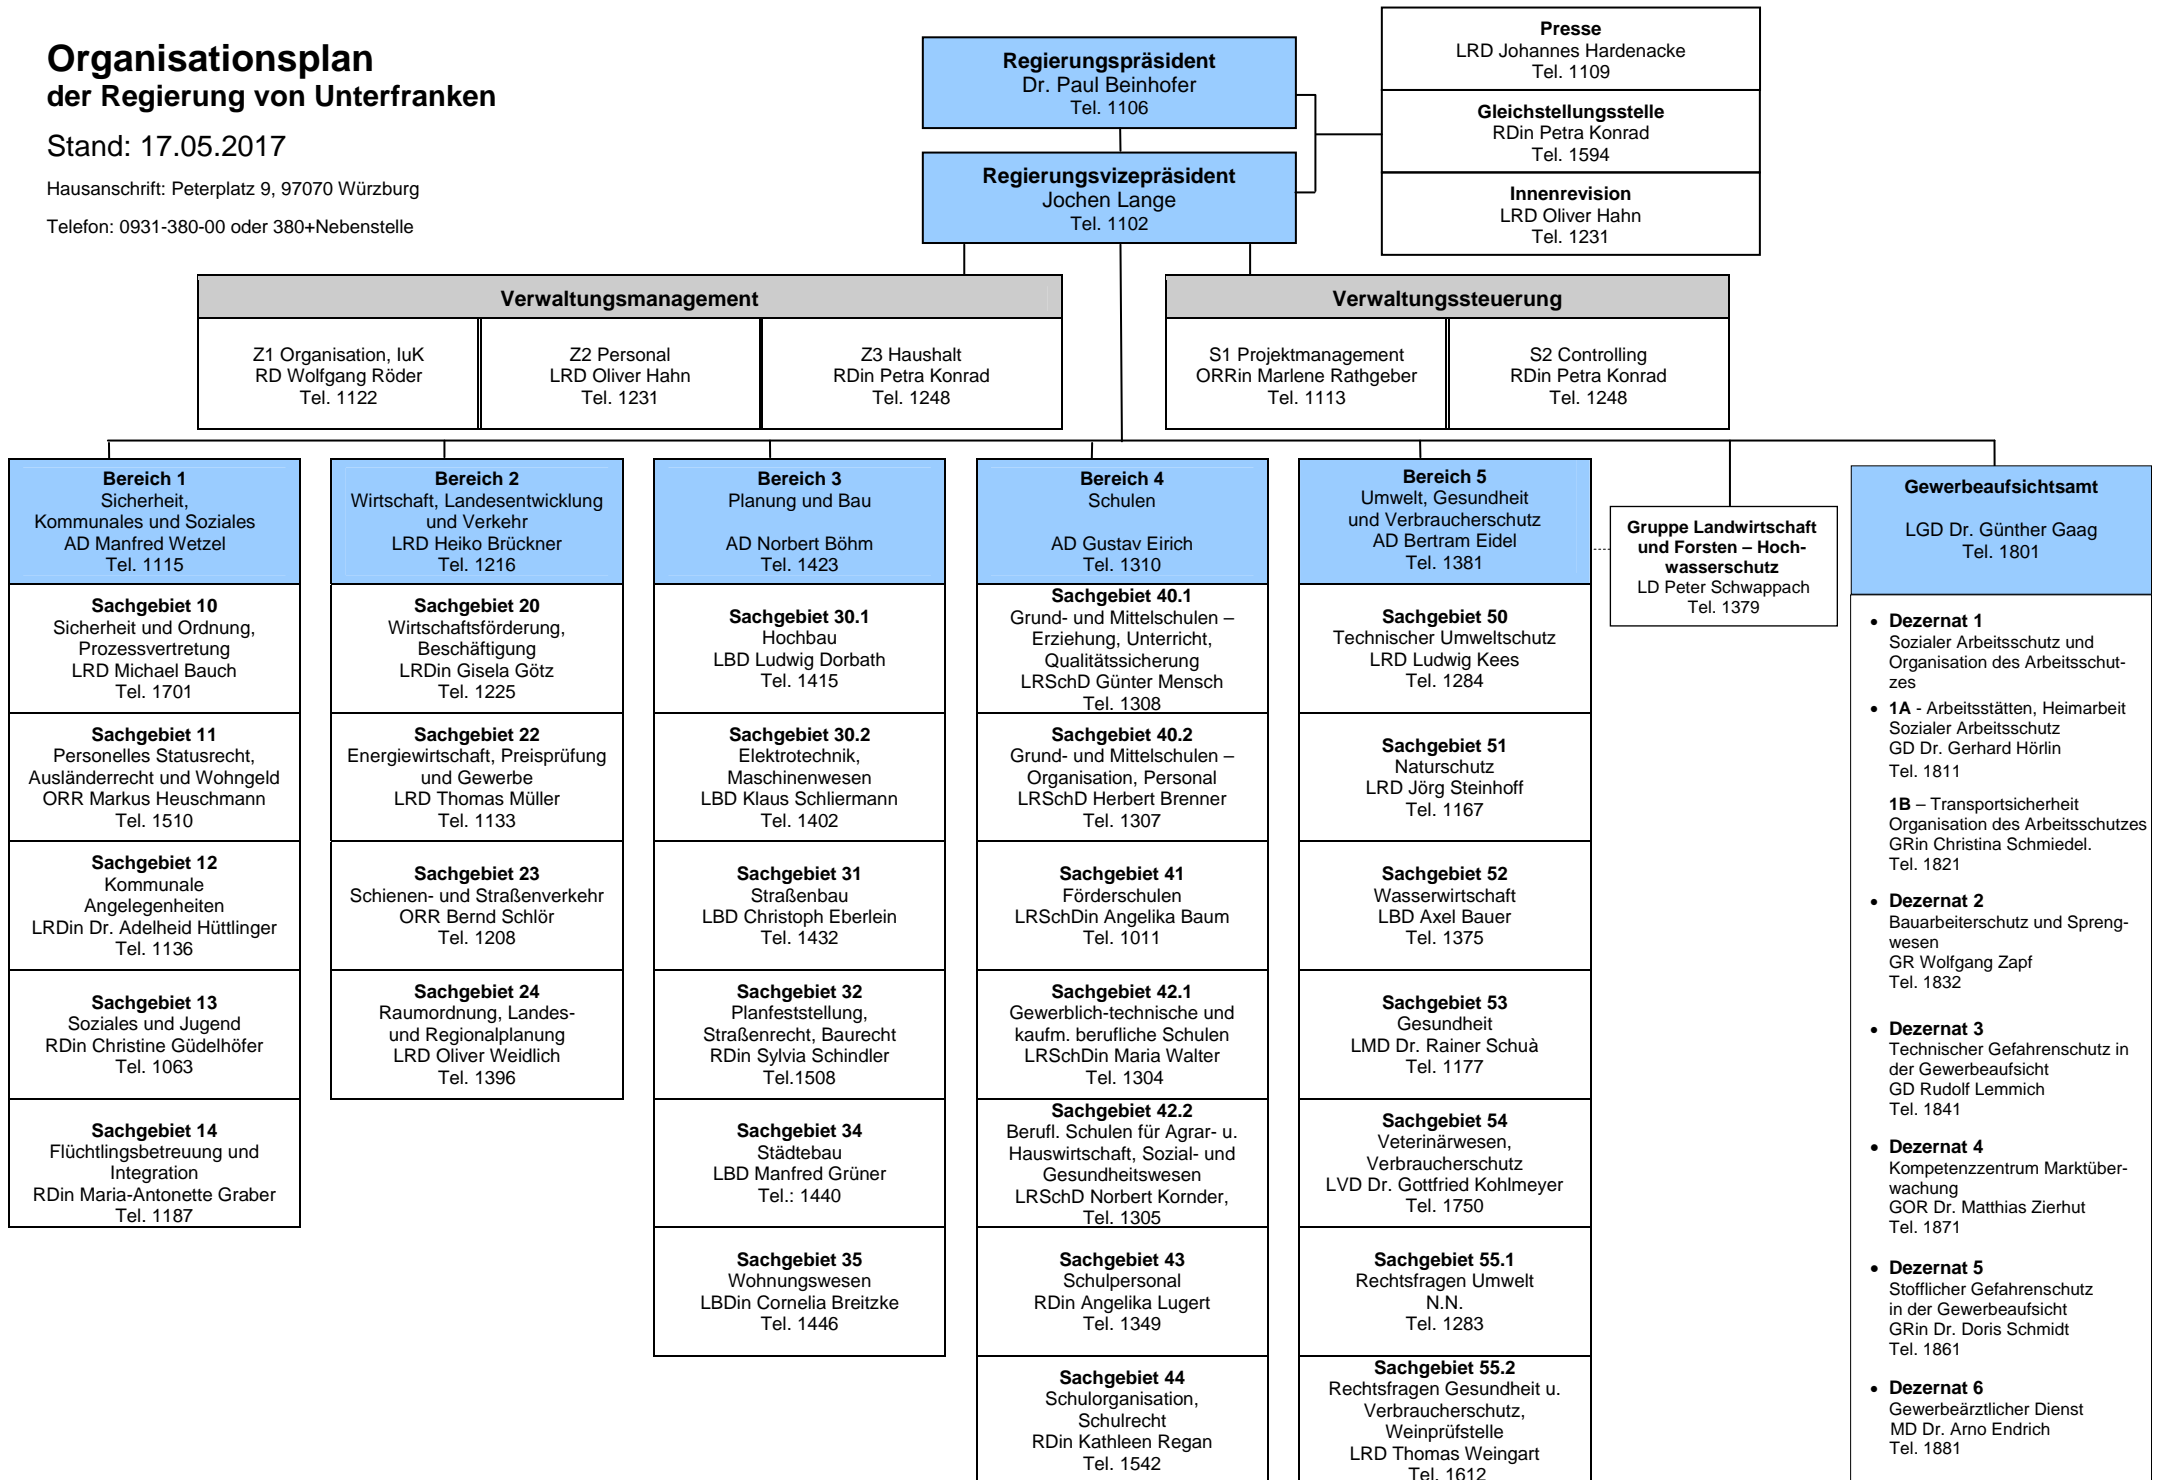 Organisationsplan
der Regierung von Unterfranken
Stand: 17.05.2017
Hausanschrift: Peterplatz 9, 97070 Würzburg
Telefon: 0931-380-00 oder 380+Nebenstelle
Regierungspräsident
Dr. Paul Beinhofer
Tel. 1106
Regierungsvizepräsident
Jochen Lange
Tel. 1102
Presse
LRD Johannes Hardenacke
Tel. 1109
Gleichstellungsstelle
RDin Petra Konrad
Tel. 1594
Innenrevision
LRD Oliver Hahn
Tel. 1231
Verwaltungsmanagement
Z1 Organisation, IuK
RD Wolfgang Röder
Tel. 1122
Z2 Personal
LRD Oliver Hahn
Tel. 1231
Z3 Haushalt
RDin Petra Konrad
Tel. 1248
Verwaltungssteuerung
S1 Projektmanagement
ORRin Marlene Rathgeber
Tel. 1113
S2 Controlling
RDin Petra Konrad
Tel. 1248
Bereich 1
Sicherheit,
Kommunales und Soziales
AD Manfred Wetzel
Tel. 1115
Sachgebiet 10
Sicherheit und Ordnung,
Prozessvertretung
LRD Michael Bauch
Tel. 1701
Sachgebiet 11
Personelles Statusrecht,
Ausländerrecht und Wohngeld
ORR Markus Heuschmann
Tel. 1510
Sachgebiet 12
Kommunale
Angelegenheiten
LRDin Dr. Adelheid Hüttlinger
Tel. 1136
Sachgebiet 13
Soziales und Jugend
RDin Christine Güdelhöfer
Tel. 1063
Sachgebiet 14
Flüchtlingsbetreuung und
Integration
RDin Maria-Antonette Graber
Tel. 1187
Bereich 2
Wirtschaft, Landesentwicklung
und Verkehr
LRD Heiko Brückner
Tel. 1216
Sachgebiet 20
Wirtschaftsförderung,
Beschäftigung
LRDin Gisela Götz
Tel. 1225
Sachgebiet 22
Energiewirtschaft, Preisprüfung
und Gewerbe
LRD Thomas Müller
Tel. 1133
Sachgebiet 23
Schienen- und Straßenverkehr
ORR Bernd Schlör
Tel. 1208
Sachgebiet 24
Raumordnung, Landes-
und Regionalplanung
LRD Oliver Weidlich
Tel. 1396
Bereich 3
Planung und Bau
AD Norbert Böhm
Tel. 1423
Sachgebiet 30.1
Hochbau
LBD Ludwig Dorbath
Tel. 1415
Sachgebiet 30.2
Elektrotechnik,
Maschinenwesen
LBD Klaus Schliermann
Tel. 1402
Sachgebiet 31
Straßenbau
LBD Christoph Eberlein
Tel. 1432
Sachgebiet 32
Planfeststellung,
Straßenrecht, Baurecht
RDin Sylvia Schindler
Tel.1508
Sachgebiet 34
Städtebau
LBD Manfred Grüner
Tel.: 1440
Sachgebiet 35
Wohnungswesen
LBDin Cornelia Breitzke
Tel. 1446
Bereich 4
Schulen
AD Gustav Eirich
Tel. 1310
Sachgebiet 40.1
Grund- und Mittelschulen –
Erziehung, Unterricht,
Qualitätssicherung
LRSchD Günter Mensch
Tel. 1308
Sachgebiet 40.2
Grund- und Mittelschulen –
Organisation, Personal
LRSchD Herbert Brenner
Tel. 1307
Sachgebiet 41
Förderschulen
LRSchDin Angelika Baum
Tel. 1011
Sachgebiet 42.1
Gewerblich-technische und
kaufm. berufliche Schulen
LRSchDin Maria Walter
Tel. 1304
Sachgebiet 42.2
Berufl. Schulen für Agrar- u.
Hauswirtschaft, Sozial- und
Gesundheitswesen
LRSchD Norbert Kornder,
Tel. 1305
Sachgebiet 43
Schulpersonal
RDin Angelika Lugert
Tel. 1349
Sachgebiet 44
Schulorganisation,
Schulrecht
RDin Kathleen Regan
Tel. 1542
Bereich 5
Umwelt, Gesundheit
und Verbraucherschutz
AD Bertram Eidel
Tel. 1381
Sachgebiet 50
Technischer Umweltschutz
LRD Ludwig Kees
Tel. 1284
Sachgebiet 51
Naturschutz
LRD Jörg Steinhoff
Tel. 1167
Sachgebiet 52
Wasserwirtschaft
LBD Axel Bauer
Tel. 1375
Sachgebiet 53
Gesundheit
LMD Dr. Rainer Schuà
Tel. 1177
Sachgebiet 54
Veterinärwesen,
Verbraucherschutz
LVD Dr. Gottfried Kohlmeyer
Tel. 1750
Sachgebiet 55.1
Rechtsfragen Umwelt
N.N.
Tel. 1283
Sachgebiet 55.2
Rechtsfragen Gesundheit u.
Verbraucherschutz,
Weinprüfstelle
LRD Thomas Weingart
Tel. 1612
Gruppe Landwirtschaft
und Forsten – Hoch-
wasserschutz
LD Peter Schwappach
Tel. 1379
Gewerbeaufsichtsamt
LGD Dr. Günther Gaag
Tel. 1801
• Dezernat 1
Sozialer Arbeitsschutz und
Organisation des Arbeitsschut-
zes
• 1A - Arbeitsstätten, Heimarbeit
Sozialer Arbeitsschutz
GD Dr. Gerhard Hörlin
Tel. 1811
1B – Transportsicherheit
Organisation des Arbeitsschutzes
GRin Christina Schmiedel.
Tel. 1821
• Dezernat 2
Bauarbeiterschutz und Spreng-
wesen
GR Wolfgang Zapf
Tel. 1832
• Dezernat 3
Technischer Gefahrenschutz in
der Gewerbeaufsicht
GD Rudolf Lemmich
Tel. 1841
• Dezernat 4
Kompetenzzentrum Marktüber-
wachung
GOR Dr. Matthias Zierhut
Tel. 1871
• Dezernat 5
Stofflicher Gefahrenschutz
in der Gewerbeaufsicht
GRin Dr. Doris Schmidt
Tel. 1861
• Dezernat 6
Gewerbeärztlicher Dienst
MD Dr. Arno Endrich
Tel. 1881